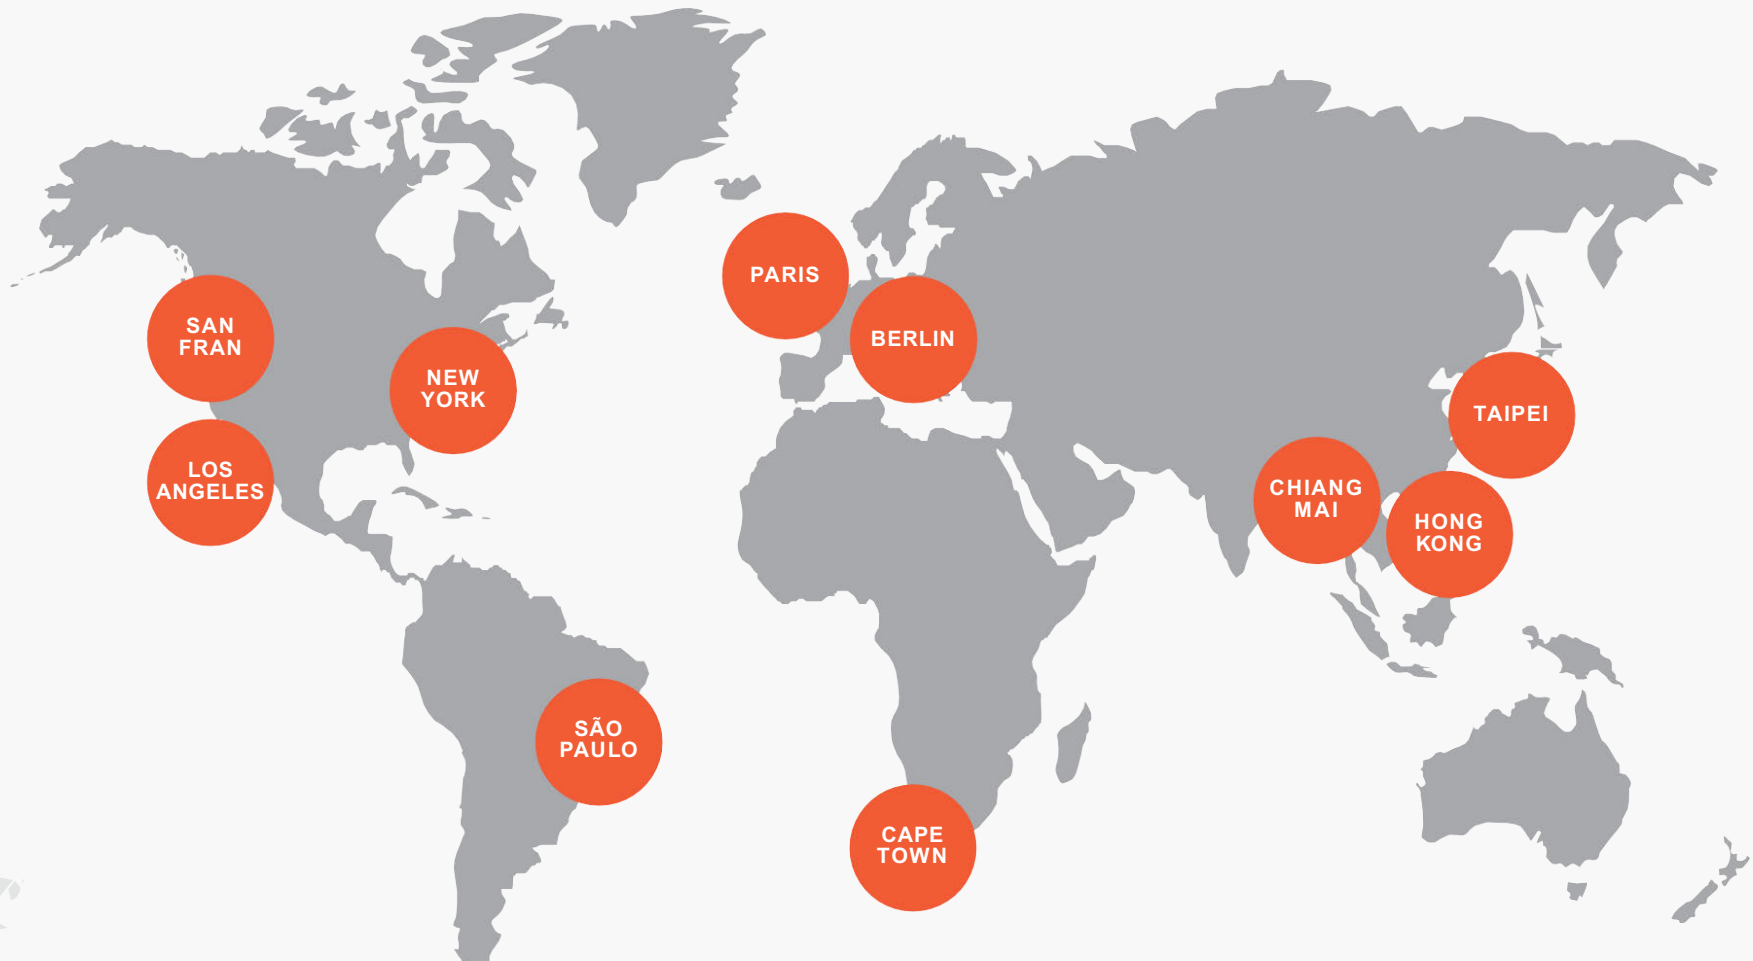 PARIS
SAN
FRAN
BERLIN
NEW
YORK
TAIPEI
LOS
ANGELES
CHIANG
MAI
HONG
KONG
SÃO
PAULO
CAPE
TOWN